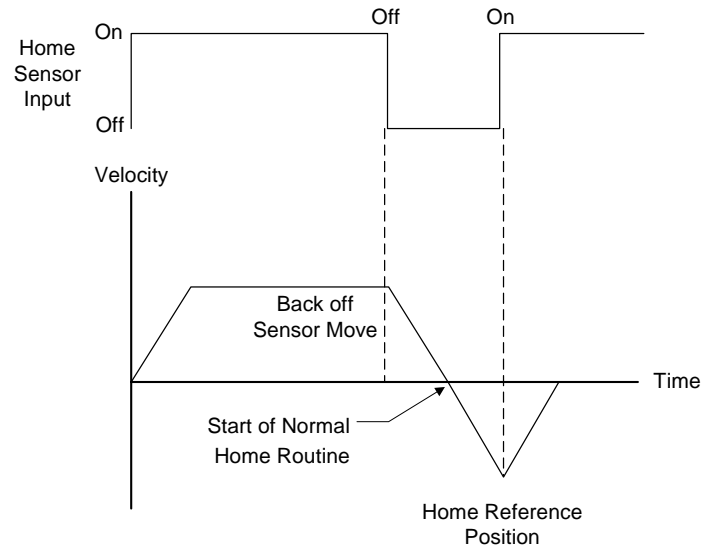 Off
On
On
Home
Sensor
Input
Off
Velocity
Back off
Sensor Move
Time
Start of Normal
Home Routine
Home Reference
Position